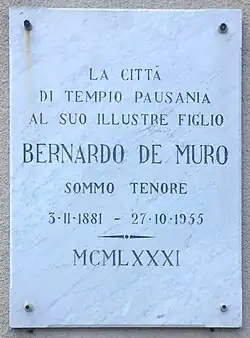 LA CITTÀ
DI TEMPIO PAUSANIA
AL SUO ILLUSTRE FIGLIO
BERNARDO DE MURO
SOMMO TENORE
3-11-1881 - 27-10-1955
MCMLXXXI